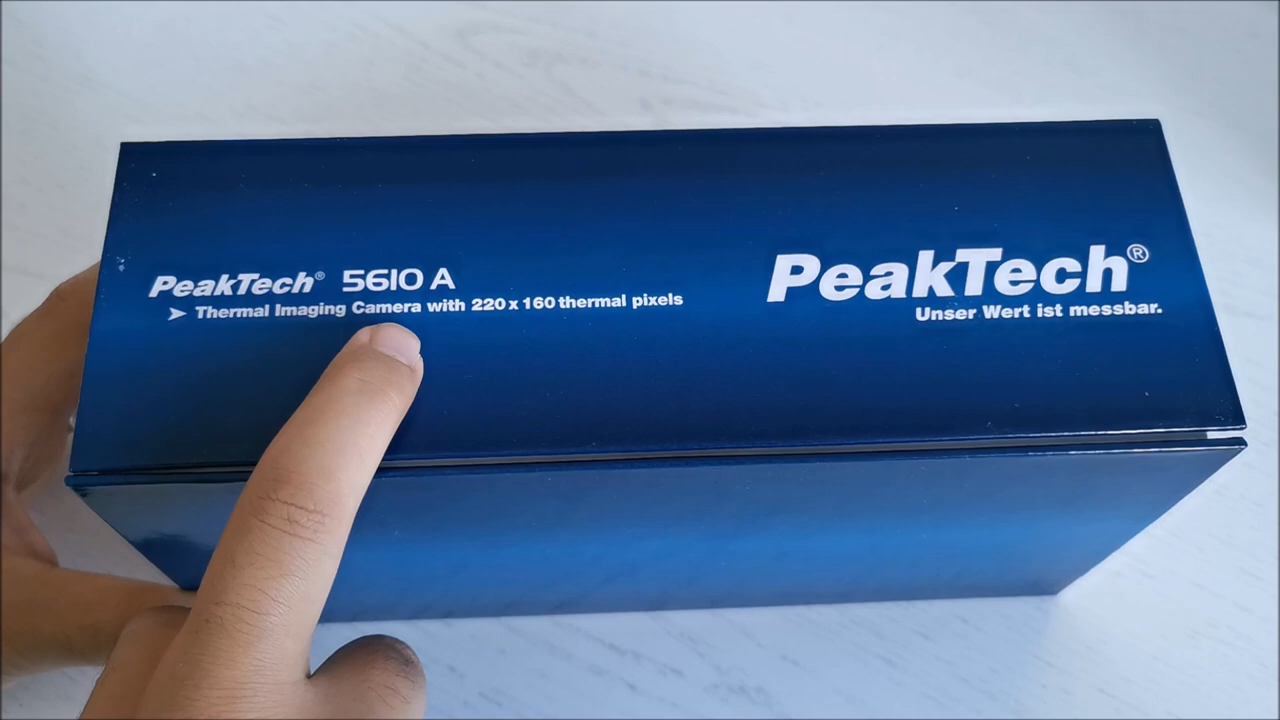 PeakTech® 5610 A
➤ Thermal Imaging Camera with 220 x 160 thermal pixels
PeakTech®
Unser Wert ist messbar.